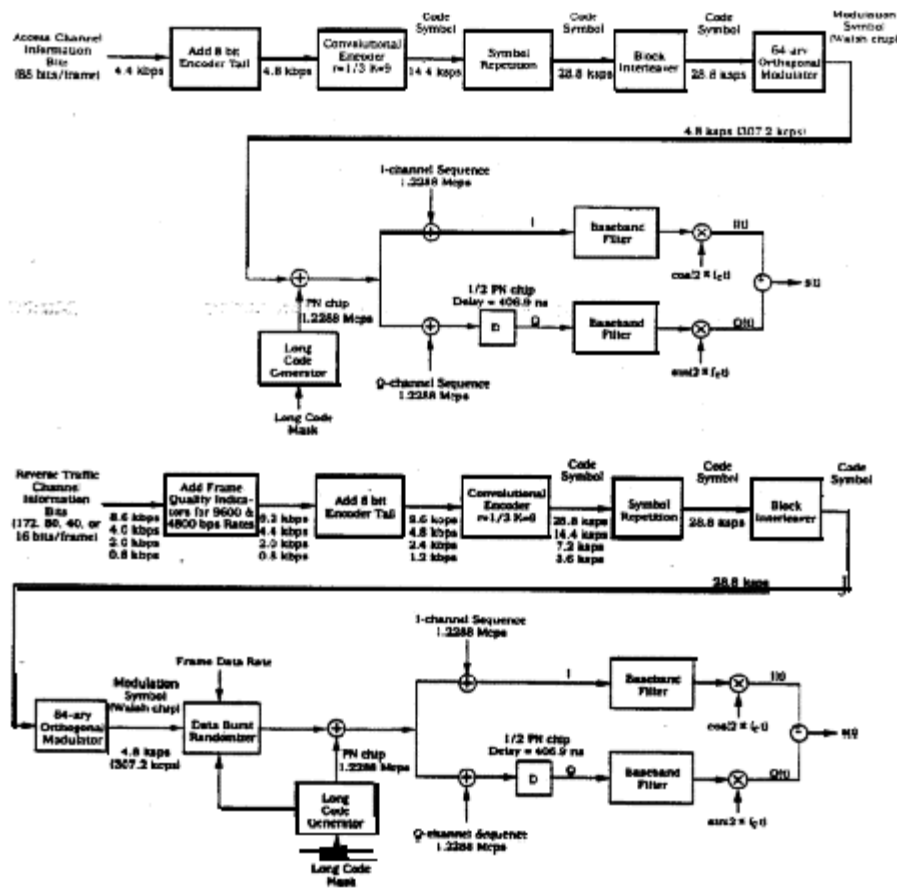 Access Channel
Information
Bits
(88 bits/frame)
4.4 kbps
Add 8 bit
Encoder Tail
4.8 kbps
Convolutional
Encoder
r=1/3 K=9
Code
Symbol
14.4 ksps
Symbol
Repetition
Code
Symbol
28.8 ksps
Block
Interleaver
Code
Symbol
28.8 ksps
64-ary
Orthogonal
Modulator
Modulation
Symbol
(Walsh chip)
4.8 ksps (307.2 kcps)
I-channel Sequence
1.2288 Mcps
I
Baseband
Filter
I(t)
cos(2 π fct)
s(t)
PN chip
1.2288 Mcps
1/2 PN chip
Delay = 406.9 ns
D
Q
Baseband
Filter
Q(t)
sin(2 π fct)
Long
Code
Generator
Q-channel Sequence
1.2288 Mcps
Long Code
Mask
Reverse Traffic
Channel
Information
Bits
(172, 80, 40, or
16 bits/frame)
8.6 kbps
4.0 kbps
2.0 kbps
0.8 kbps
Add Frame
Quality Indica-
tors for 9600 &
4800 bps Rates
9.2 kbps
4.4 kbps
2.0 kbps
0.8 kbps
Add 8 bit
Encoder Tail
9.6 kbps
4.8 kbps
2.4 kbps
1.2 kbps
Convolutional
Encoder
r=1/3 K=9
Code
Symbol
28.8 ksps
14.4 ksps
7.2 ksps
3.6 ksps
Symbol
Repetition
Code
Symbol
28.8 ksps
Block
Interleaver
Code
Symbol
28.8 ksps
64-ary
Orthogonal
Modulator
Modulation
Symbol
(Walsh chip)
4.8 ksps
(307.2 kcps)
Frame Data Rate
Data Burst
Randomizer
PN chip
1.2288 Mcps
Long
Code
Generator
Long Code
Mask
I-channel Sequence
1.2288 Mcps
I
Baseband
Filter
I(t)
cos(2 π fct)
s(t)
1/2 PN chip
Delay = 406.9 ns
D
Q
Baseband
Filter
Q(t)
sin(2 π fct)
Q-channel Sequence
1.2288 Mcps